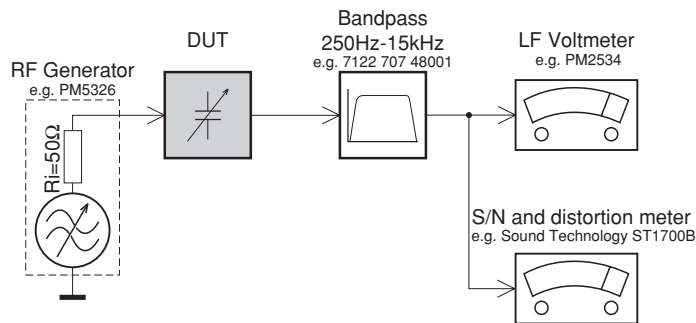 Bandpass
250Hz-15kHz
e.g. 7122 707 48001
DUT
LF Voltmeter
e.g. PM2534
RF Generator
e.g. PM5326
Ri=50Ω
S/N and distortion meter
e.g. Sound Technology ST1700B